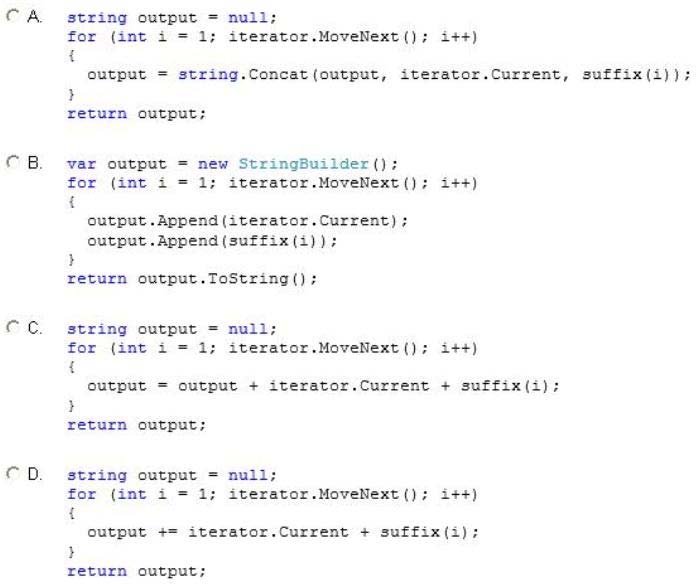 A. string output = null;
for (int i = 1; iterator.MoveNext(); i++)
{
output = string.Concat(output, iterator.Current, suffix(i));
}
return output;
B. var output = new StringBuilder();
for (int i = 1; iterator.MoveNext(); i++)
{
output.Append(iterator.Current);
output.Append(suffix(i));
}
return output.ToString();
C. string output = null;
for (int i = 1; iterator.MoveNext(); i++)
{
output = output + iterator.Current + suffix(i);
}
return output;
D. string output = null;
for (int i = 1; iterator.MoveNext(); i++)
{
output += iterator.Current + suffix(i);
}
return output;